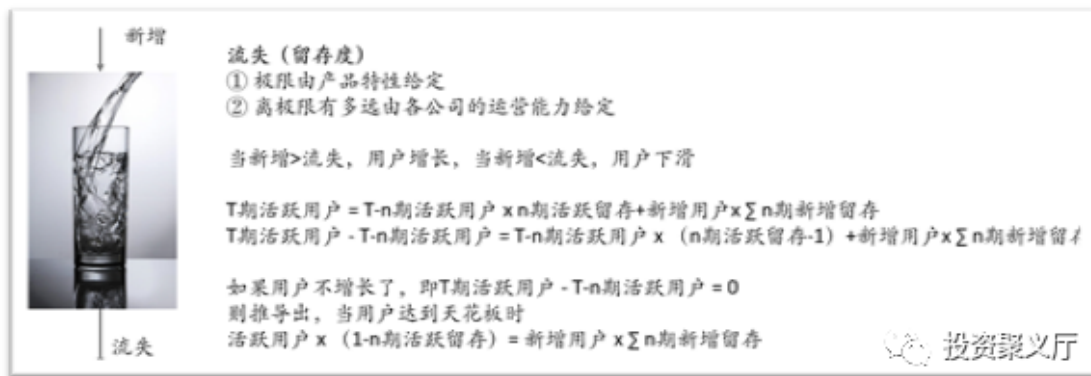 新增
流失（留存度）
① 极限由产品特性给定
② 离极限有多远由各公司的运营能力给定
当新增>流失，用户增长，当新增<流失，用户下滑
T期活跃用户 = T-n期活跃用户 x n期活跃留存+新增用户x∑ n期新增留存
T期活跃用户 - T-n期活跃用户 = T-n期活跃用户 x （n期活跃留存-1）+新增用户x∑ n期新增留
如果用户不增长了，即T期活跃用户 - T-n期活跃用户 = 0
则推导出，当用户达到天花板时
活跃用户 x （1-n期活跃留存）= 新增用户 x∑ n期新增留存
流失
投资聚义厅